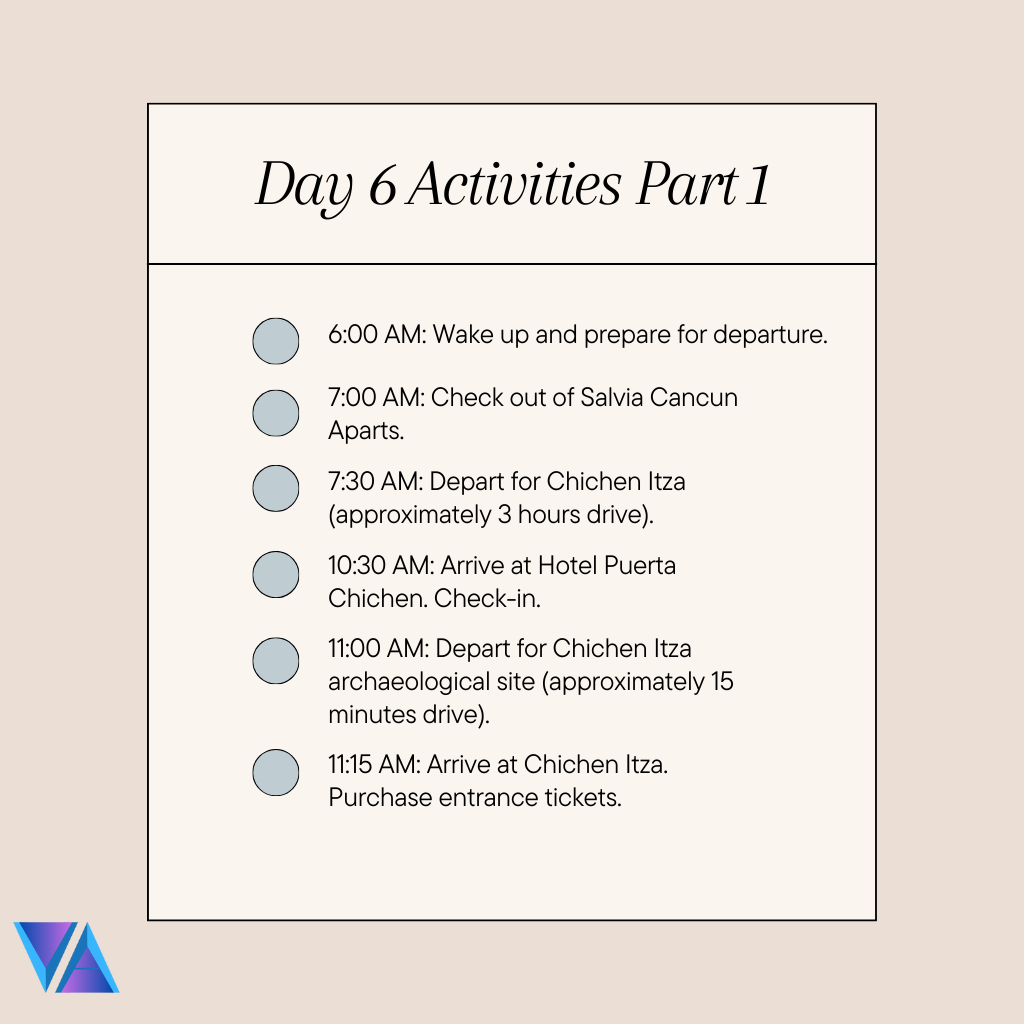 Day 6 Activities Part 1
6:00 AM: Wake up and prepare for departure.
7:00 AM: Check out of Salvia Cancun
Aparts.
7:30 AM: Depart for Chichen Itza
(approximately 3 hours drive).
10:30 AM: Arrive at Hotel Puerta
Chichen. Check-in.
11:00 AM: Depart for Chichen Itza
archaeological site (approximately 15
minutes drive).
11:15 AM: Arrive at Chichen Itza.
Purchase entrance tickets.
VA